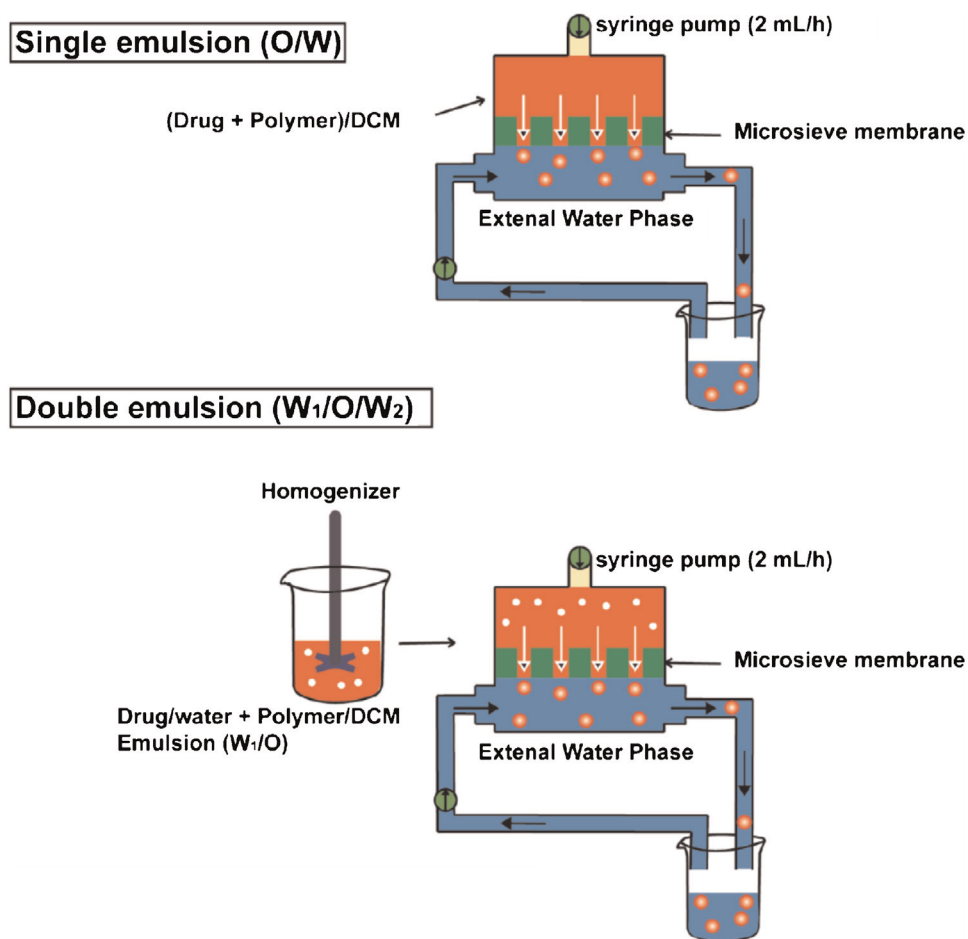 Single emulsion (O/W)
syringe pump (2 mL/h)
(Drug + Polymer)/DCM
Microsieve membrane
Extenal Water Phase
Double emulsion (W₁/O/W₂)
Homogenizer
syringe pump (2 mL/h)
Microsieve membrane
Drug/water + Polymer/DCM
Emulsion (W₁/O)
Extenal Water Phase